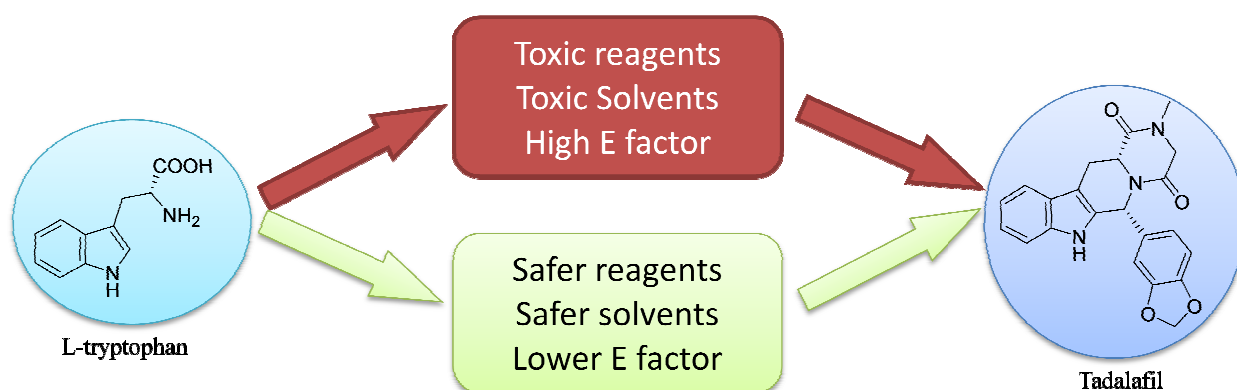 Toxic reagents
Toxic Solvents
High E factor
COOH
NH2
N
H
L-tryptophan
Safer reagents
Safer solvents
Lower E factor
O
N
N
O
N
H
O
O
Tadalafil